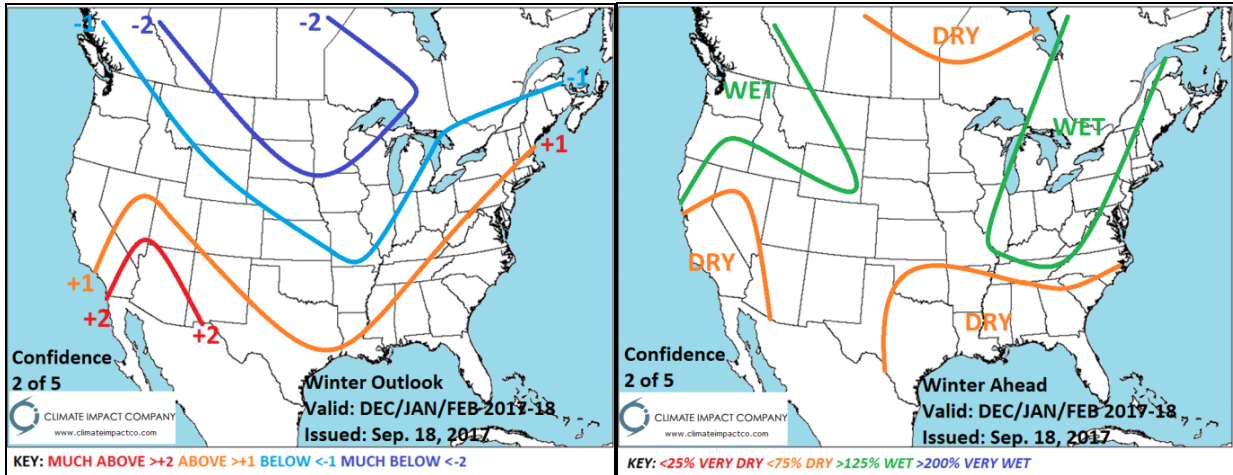 -1
-2
-2
-1
+1
+1
+2
+2
Confidence
2 of 5
CLIMATE IMPACT COMPANY
www.climateimpactco.com
Winter Outlook
Valid: DEC/JAN/FEB 2017-18
Issued: Sep. 18, 2017
KEY: MUCH ABOVE >+2 ABOVE >+1 BELOW <-1 MUCH BELOW <-2
DRY
WET
WET
DRY
DRY
Confidence
2 of 5
CLIMATE IMPACT COMPANY
www.climateimpactco.com
Winter Ahead
Valid: DEC/JAN/FEB 2017-18
Issued: Sep. 18, 2017
KEY: <25% VERY DRY <75% DRY >125% WET >200% VERY WET